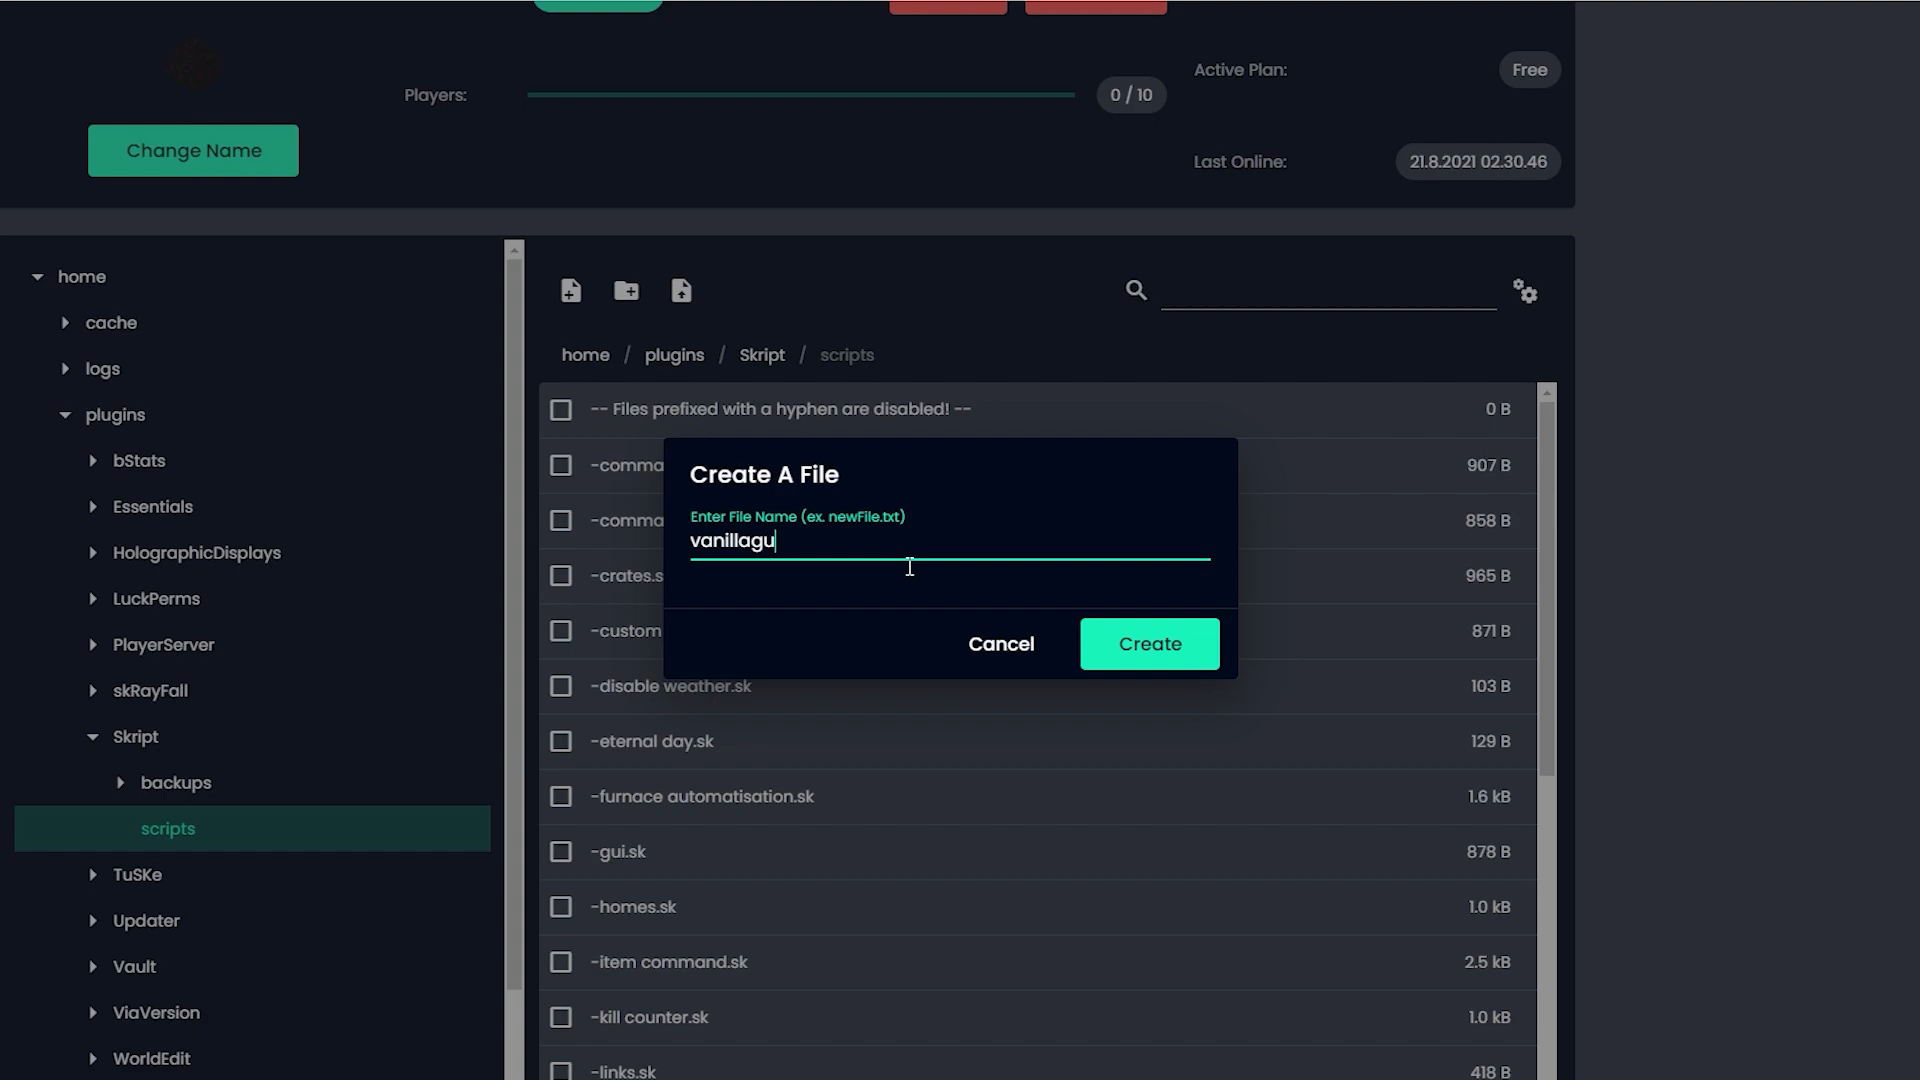 Active Plan:
Free
Players:
0 / 10
Change Name
Last Online:
21.8.2021 02.30.46
home
cache
logs
plugins
bStats
Essentials
HolographicDisplays
LuckPerms
PlayerServer
skRayFall
Skript
backups
scripts
TuSKe
Updater
Vault
ViaVersion
WorldEdit
home / plugins / Skript / scripts
-- Files prefixed with a hyphen are disabled! -- 0 B
-comma 907 B
-comma 858 B
-crates.s 965 B
-custom 871 B
-disable weather.sk 103 B
-eternal day.sk 129 B
-furnace automatisation.sk 1.6 kB
-gui.sk 878 B
-homes.sk 1.0 kB
-item command.sk 2.5 kB
-kill counter.sk 1.0 kB
-links.sk 418 B
Create A File
Enter File Name (ex. newFile.txt)
vanillagu
Cancel
Create